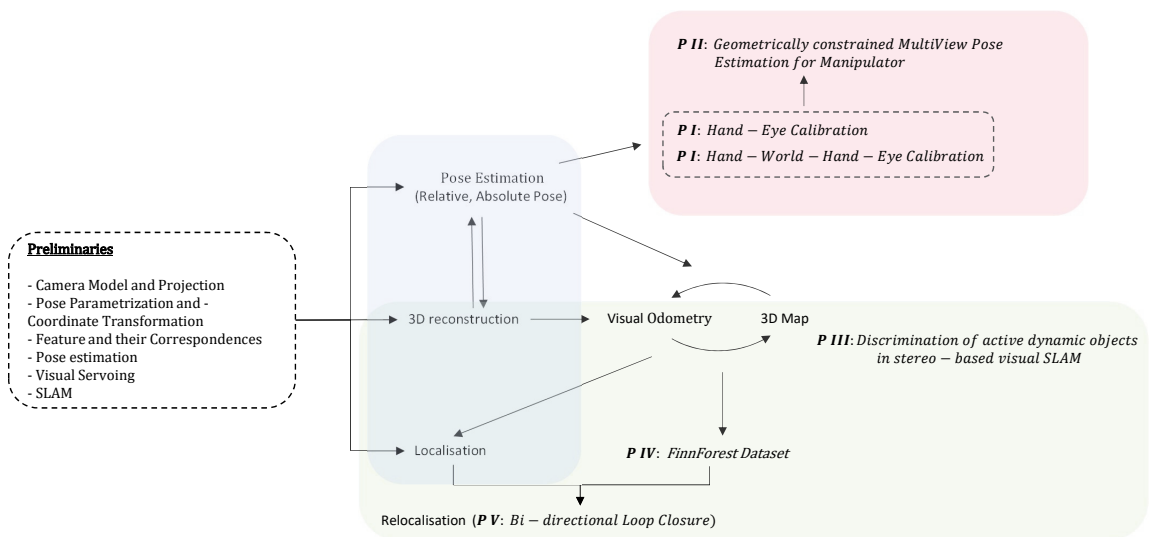 Preliminaries
- Camera Model and Projection
- Pose Parametrization and -
Coordinate Transformation
- Feature and their Correspondences
- Pose estimation
- Visual Servoing
- SLAM
Pose Estimation
(Relative, Absolute Pose)
3D reconstruction
Localisation
P II: Geometrically constrained MultiView Pose
Estimation for Manipulator
P I: Hand − Eye Calibration
P I: Hand − World − Hand − Eye Calibration
Visual Odometry
3D Map
P III: Discrimination of active dynamic objects
in stereo − based visual SLAM
P IV: FinnForest Dataset
Relocalisation (P V: Bi − directional Loop Closure)